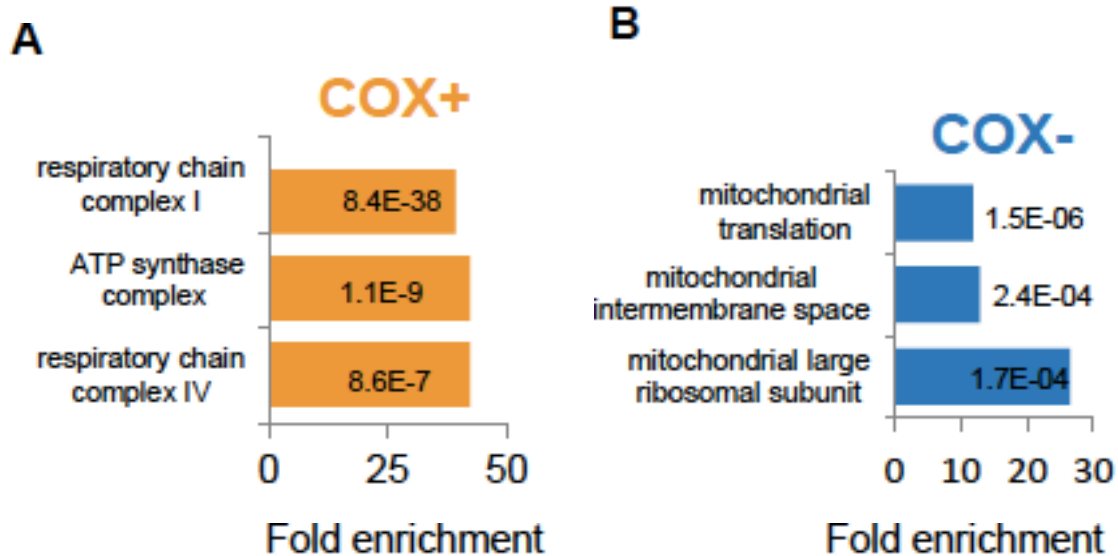 A
COX+
respiratory chain
complex I
8.4E-38
ATP synthase
complex
1.1E-9
respiratory chain
complex IV
8.6E-7
0 25 50
Fold enrichment
B
COX-
mitochondrial
translation
1.5E-06
mitochondrial
intermembrane space
2.4E-04
mitochondrial large
ribosomal subunit
1.7E-04
0 10 20 30
Fold enrichment